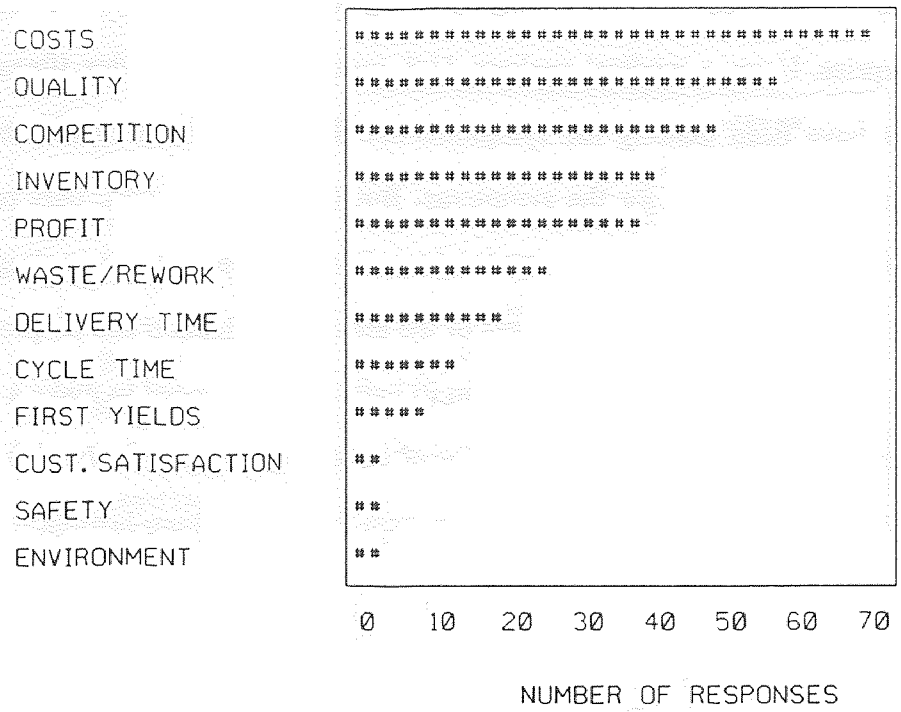 COSTS
QUALITY
COMPETITION
INVENTORY
PROFIT
WASTE/REWORK
DELIVERY TIME
CYCLE TIME
FIRST YIELDS
CUST. SATISFACTION
SAFETY
ENVIRONMENT
0 10 20 30 40 50 60 70
NUMBER OF RESPONSES